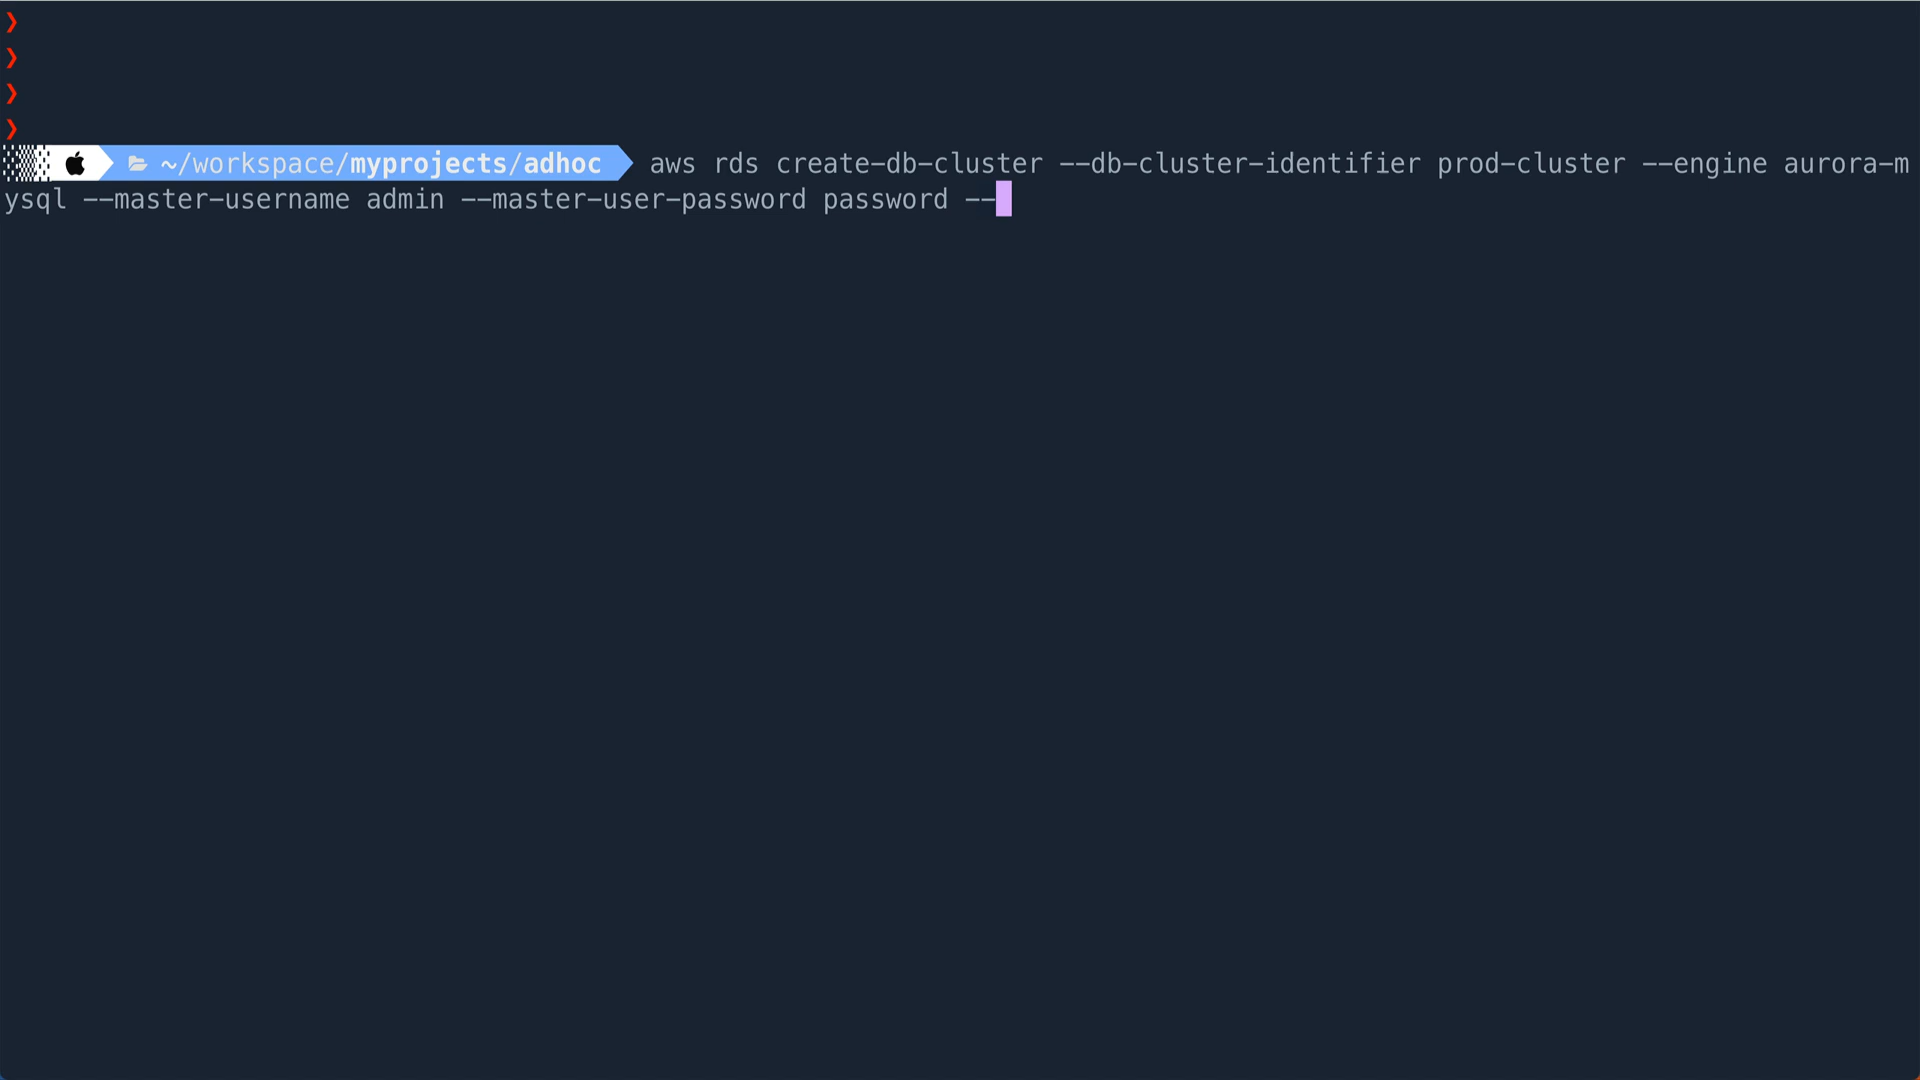 ❯
❯
❯
❯
~/workspace/myprojects/adhoc aws rds create-db-cluster --db-cluster-identifier prod-cluster --engine aurora-m
ysql --master-username admin --master-user-password password --